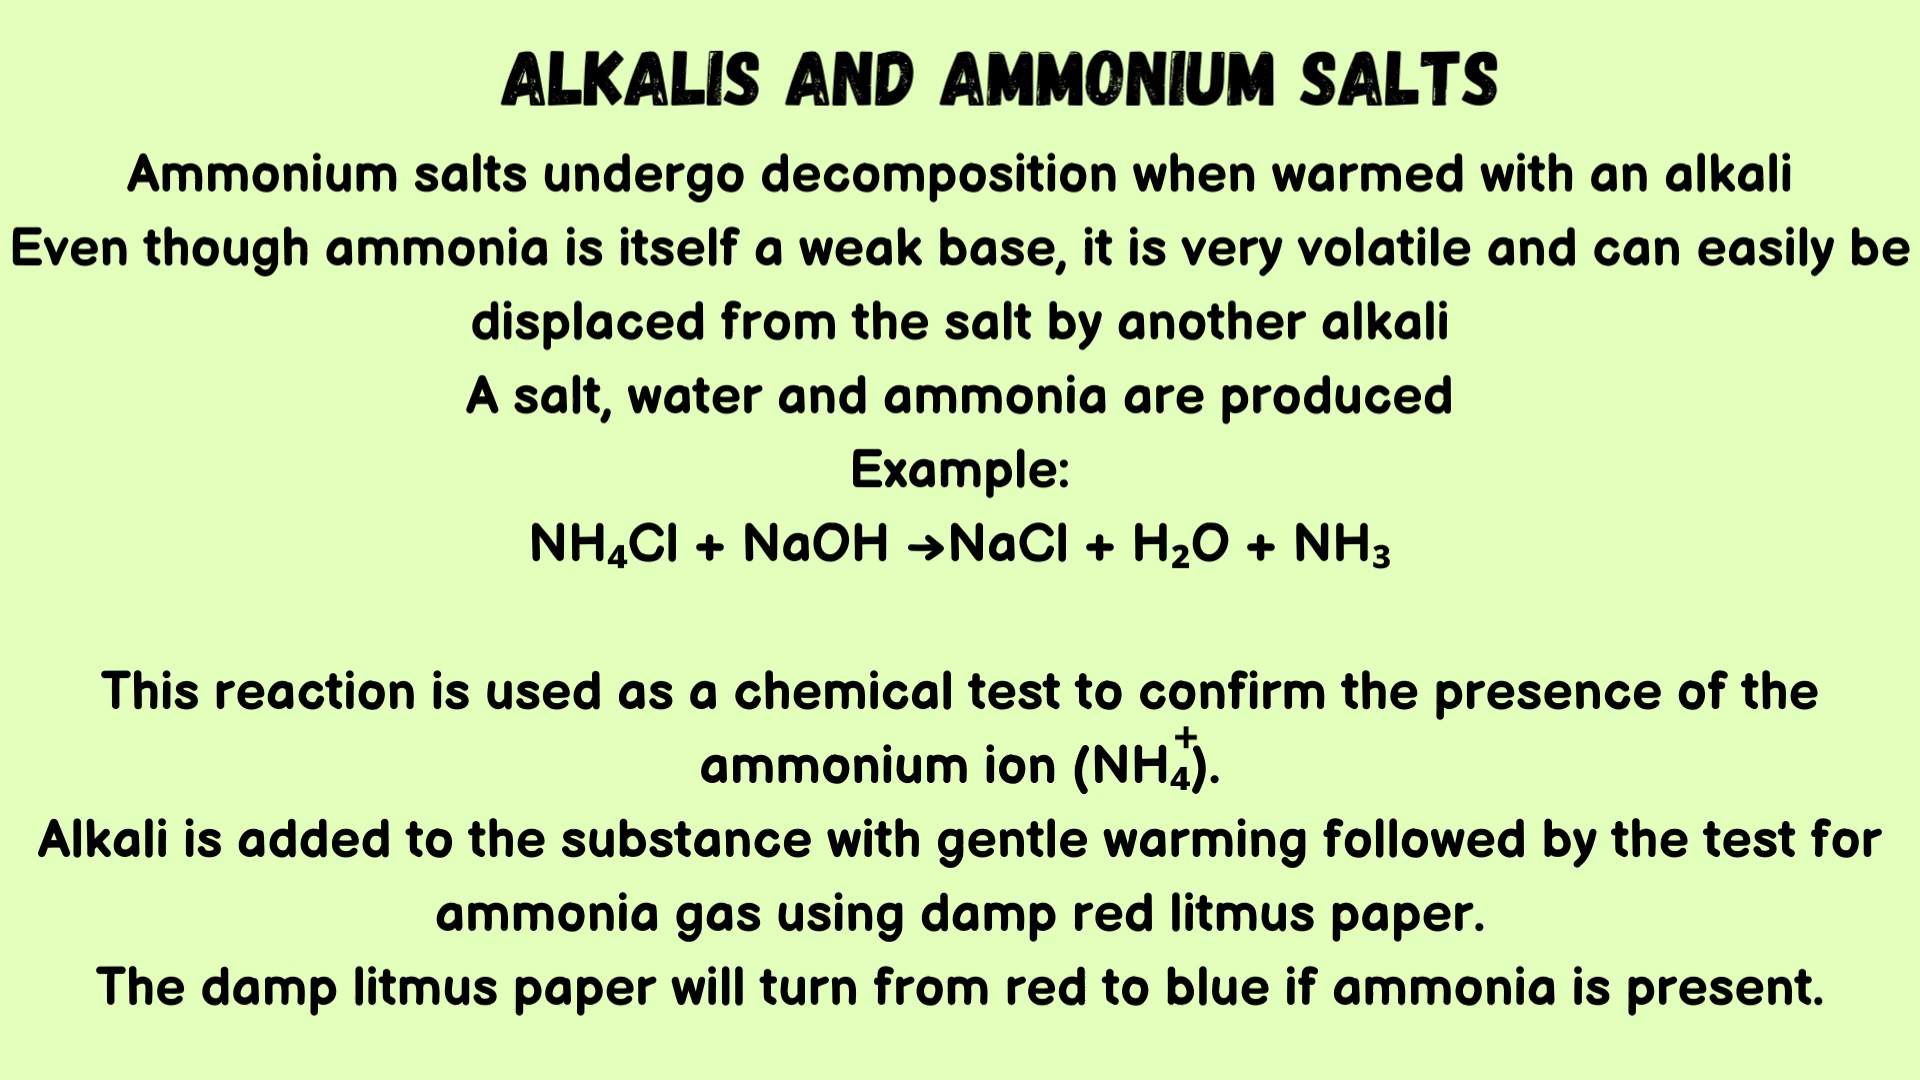 ALKALIS AND AMMONIUM SALTS
Ammonium salts undergo decomposition when warmed with an alkali
Even though ammonia is itself a weak base, it is very volatile and can easily be
displaced from the salt by another alkali
A salt, water and ammonia are produced
Example:
NH₄Cl + NaOH →NaCl + H₂O + NH₃
This reaction is used as a chemical test to confirm the presence of the
ammonium ion (NH₄⁺).
Alkali is added to the substance with gentle warming followed by the test for
ammonia gas using damp red litmus paper.
The damp litmus paper will turn from red to blue if ammonia is present.